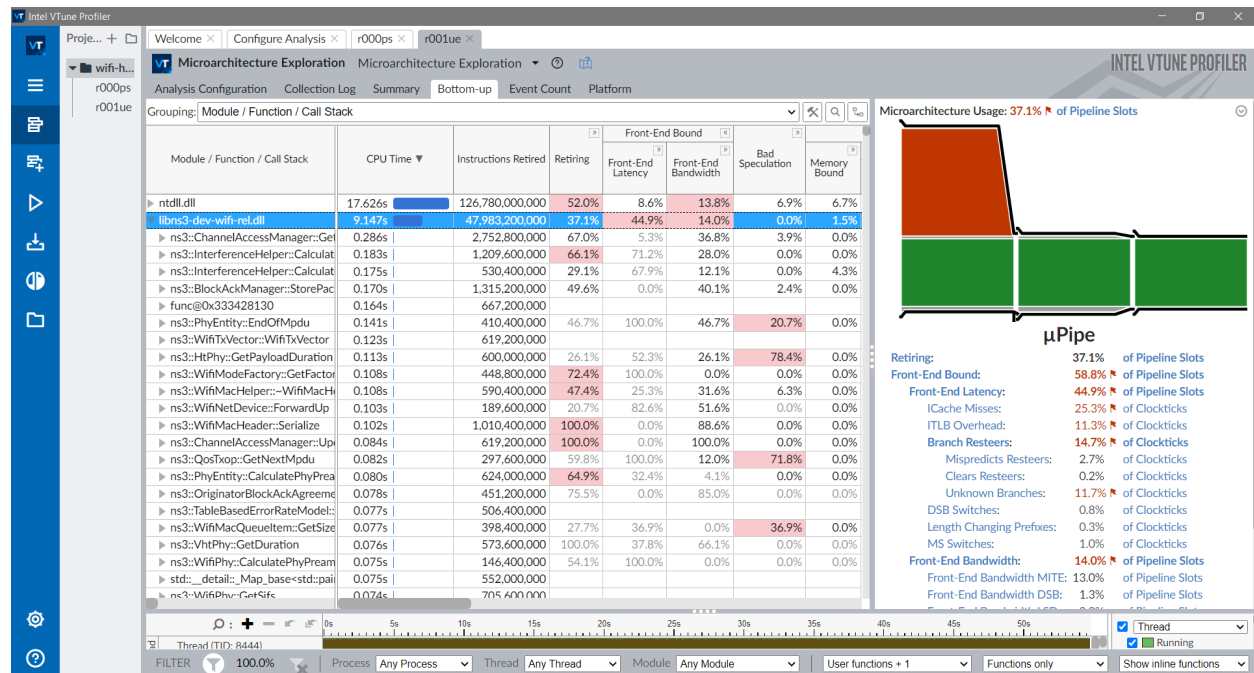 Intel VTune Profiler
Proje...
wifi-h...
r000ps
r001ue
Welcome
Configure Analysis
r000ps
r001ue
Microarchitecture Exploration Microarchitecture Exploration
INTEL VTUNE PROFILER
Analysis Configuration Collection Log Summary Bottom-up Event Count Platform
Grouping: Module / Function / Call Stack
Module / Function / Call Stack
CPU Time
Instructions Retired
Retiring
Front-End Bound
Front-End Latency
Front-End Bandwidth
Bad Speculation
Memory Bound
ntdll.dll 17.626s 126,780,000,000 52.0% 8.6% 13.8% 6.9% 6.7%
libns3-dev-wifi-rel.dll 9.147s 47,983,200,000 37.1% 44.9% 14.0% 0.0% 1.5%
ns3::ChannelAccessManager::Get 0.286s 2,752,800,000 67.0% 5.3% 36.8% 3.9% 0.0%
ns3::InterferenceHelper::Calculat 0.183s 1,209,600,000 66.1% 71.2% 28.0% 0.0% 0.0%
ns3::InterferenceHelper::Calculat 0.175s 530,400,000 29.1% 67.9% 12.1% 0.0% 4.3%
ns3::BlockAckManager::StorePac 0.170s 1,315,200,000 49.6% 0.0% 40.1% 2.4% 0.0%
func@0x333428130 0.164s 667,200,000
ns3::PhyEntity::EndOfMpdu 0.141s 410,400,000 46.7% 100.0% 46.7% 20.7% 0.0%
ns3::WifiTxVector::WifiTxVector 0.123s 619,200,000
ns3::HtPhy::GetPayloadDuration 0.113s 600,000,000 26.1% 52.3% 26.1% 78.4% 0.0%
ns3::WifiModeFactory::GetFactor 0.108s 448,800,000 72.4% 100.0% 0.0% 0.0% 0.0%
ns3::WifiMacHelper::~WifiMacHe 0.108s 590,400,000 47.4% 25.3% 31.6% 6.3% 0.0%
ns3::WifiNetDevice::ForwardUp 0.103s 189,600,000 20.7% 82.6% 51.6% 0.0% 0.0%
ns3::WifiMacHeader::Serialize 0.102s 1,010,400,000 100.0% 0.0% 88.6% 0.0% 0.0%
ns3::ChannelAccessManager::Up 0.084s 619,200,000 100.0% 0.0% 100.0% 0.0% 0.0%
ns3::QosTxop::GetNextMpdu 0.082s 297,600,000 59.8% 100.0% 12.0% 71.8% 0.0%
ns3::PhyEntity::CalculatePhyPrea 0.080s 624,000,000 64.9% 32.4% 4.1% 0.0% 0.0%
ns3::OriginatorBlockAckAgreeme 0.078s 451,200,000 75.5% 0.0% 85.0% 0.0% 0.0%
ns3::TableBasedErrorRateModel:: 0.077s 506,400,000
ns3::WifiMacQueueItem::GetSize 0.077s 398,400,000 27.7% 36.9% 0.0% 36.9% 0.0%
ns3::VhtPhy::GetDuration 0.076s 573,600,000 100.0% 37.8% 66.1% 0.0% 0.0%
ns3::WifiPhy::CalculatePhyPream 0.075s 146,400,000 54.1% 100.0% 0.0% 0.0% 0.0%
std::__detail::_Map_base<std::pai 0.075s 552,000,000
ns3::WifiPhy::GetSifs 0.074s 705,600,000
Microarchitecture Usage: 37.1% of Pipeline Slots
µPipe
Retiring: 37.1% of Pipeline Slots
Front-End Bound: 58.8% of Pipeline Slots
Front-End Latency: 44.9% of Pipeline Slots
ICache Misses: 25.3% of Clockticks
ITLB Overhead: 11.3% of Clockticks
Branch Resteers: 14.7% of Clockticks
Mispredicts Resteers: 2.7% of Clockticks
Clears Resteers: 0.2% of Clockticks
Unknown Branches: 11.7% of Clockticks
DSB Switches: 0.8% of Clockticks
Length Changing Prefixes: 0.3% of Clockticks
MS Switches: 1.0% of Clockticks
Front-End Bandwidth: 14.0% of Pipeline Slots
Front-End Bandwidth MITE: 13.0% of Pipeline Slots
Front-End Bandwidth DSB: 1.3% of Pipeline Slots
0s 5s 10s 15s 20s 25s 30s 35s 40s 45s 50s
Thread (TID: 8444)
Thread
Running
FILTER 100.0% Process Any Process Thread Any Thread Module Any Module User functions + 1 Functions only Show inline functions